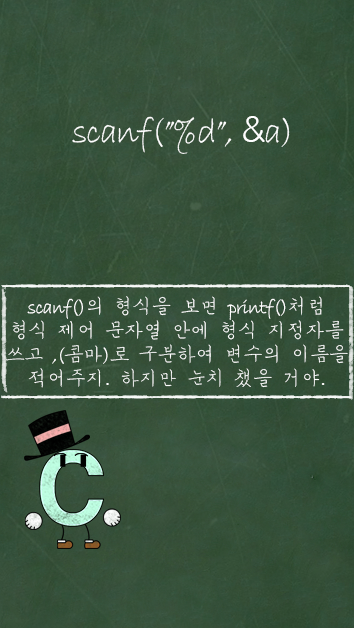 scanf("%d", &a)
scanf()의 형식을 보면 printf()처럼
형식 제어 문자열 안에 형식 지정자를
쓰고 ,(콤마)로 구분하여 변수의 이름을
적어주지. 하지만 눈치 챘을 거야.
C